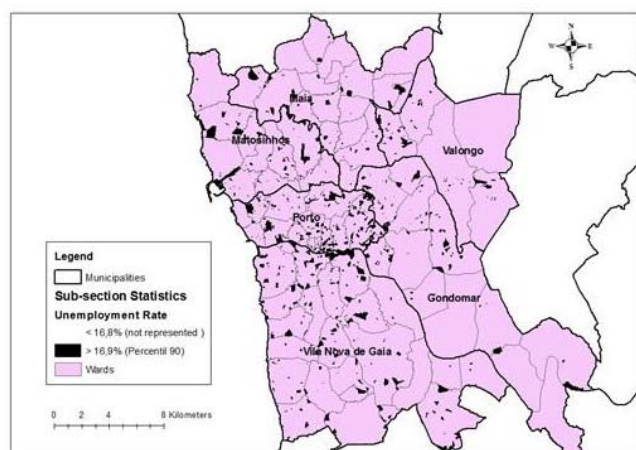 N
W E
S
Maia
Matosinhos
Valongo
Porto
Gondomar
Vila Nova de Gaia
Legend
Municipalities
Sub-section Statistics
Unemployment Rate
< 16,8% (not represented )
> 16,9% (Percentil 90)
Wards
0 2 4 8 Kilometers